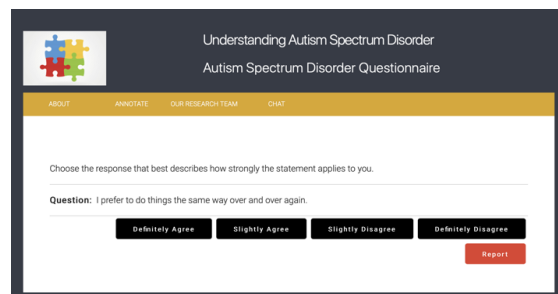 Understanding Autism Spectrum Disorder
Autism Spectrum Disorder Questionnaire
ABOUT ANNOTATE OUR RESEARCH TEAM CHAT
Choose the response that best describes how strongly the statement applies to you.
Question: I prefer to do things the same way over and over again.
Definitely Agree Slightly Agree Slightly Disagree Definitely Disagree
Report